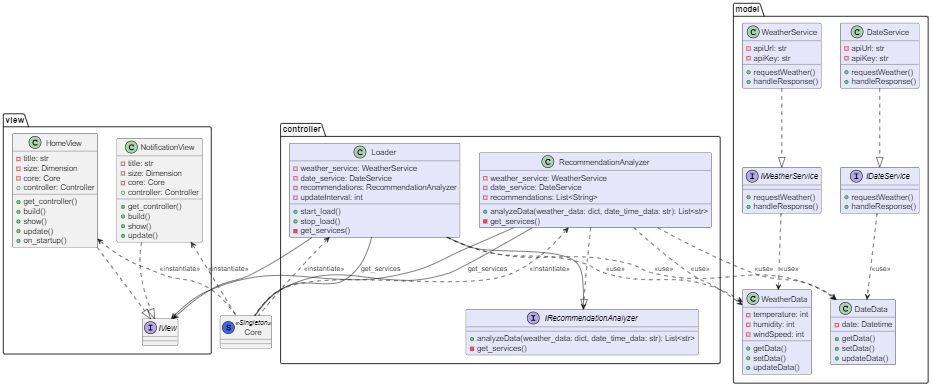 model
C WeatherService
apiUrl: str
apiKey: str
requestWeather()
handleResponse()
C DateService
apiUrl: str
apiKey: str
requestWeather()
handleResponse()
view
C HomeView
title: str
size: Dimension
core: Core
controller: Controller
get_controller()
build()
show()
update()
on_startup()
C NotificationView
title: str
size: Dimension
core: Core
controller: Controller
get_controller()
build()
show()
update()
controller
C Loader
weather_service: WeatherService
date_service: DateService
recommendations: RecommendationAnalyzer
updateInterval: int
start_load()
stop_load()
get_services()
C RecommendationAnalyzer
weather_service: WeatherService
date_service: DateService
recommendations: List<String>
analyzeData(weather_data: dict, date_time_data: str): List<str>
get_services()
I IWeatherService
requestWeather()
handleResponse()
I IDateService
requestWeather()
handleResponse()
«instantiate»
«instantiate»
«instantiate»
get_services
get_services
«instantiate»
«use»
«use»
«use»
«use»
«use»
«use»
I IView
S «Singleton»
Core
I IRecommendationAnalyzer
analyzeData(weather_data: dict, date_time_data: str): List<str>
get_services()
C WeatherData
temperature: int
humidity: int
windSpeed: int
getData()
setData()
updateData()
C DateData
date: Datetime
getData()
setData()
updateData()